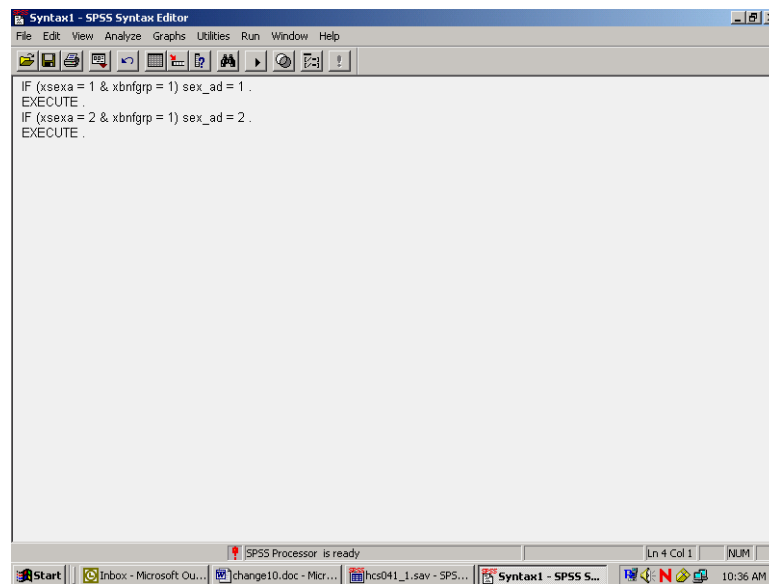 Syntax1 - SPSS Syntax Editor
File Edit View Analyze Graphs Utilities Run Window Help
IF (xsexa = 1 & xbnfgrp = 1) sex_ad = 1 .
EXECUTE .
IF (xsexa = 2 & xbnfgrp = 1) sex_ad = 2 .
EXECUTE .
SPSS Processor is ready
Ln 4 Col 1
NUM
Start
Inbox - Microsoft Ou...
change10.doc - Micr...
hcs041_1.sav - SPS...
Syntax1 - SPSS S...
10:36 AM